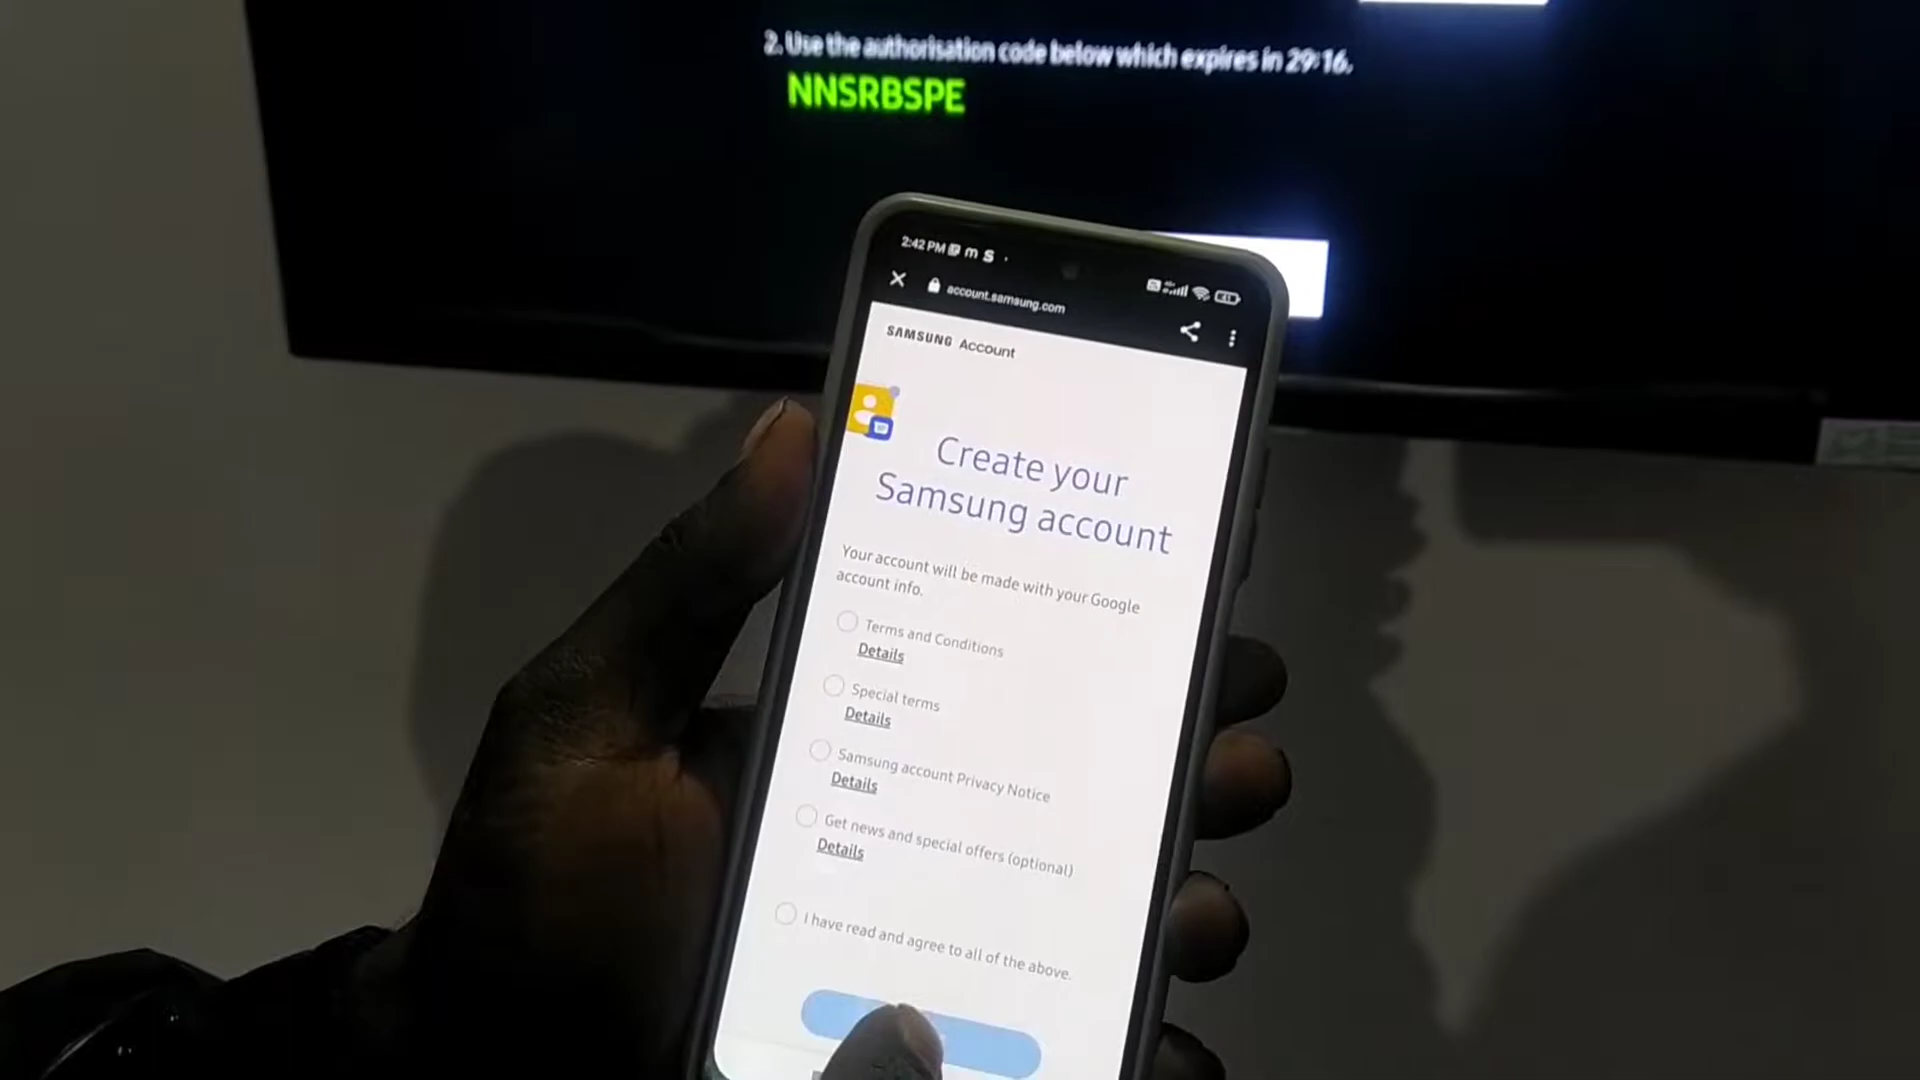 2. Use the authorisation code below which expires in 29:16.
NNSRBSPE
2:42 PM
account.samsung.com
SAMSUNG Account
Create your
Samsung account
Your account will be made with your Google
account info.
Terms and Conditions
Details
Special terms
Details
Samsung account Privacy Notice
Details
Get news and special offers (optional)
Details
I have read and agree to all of the above.